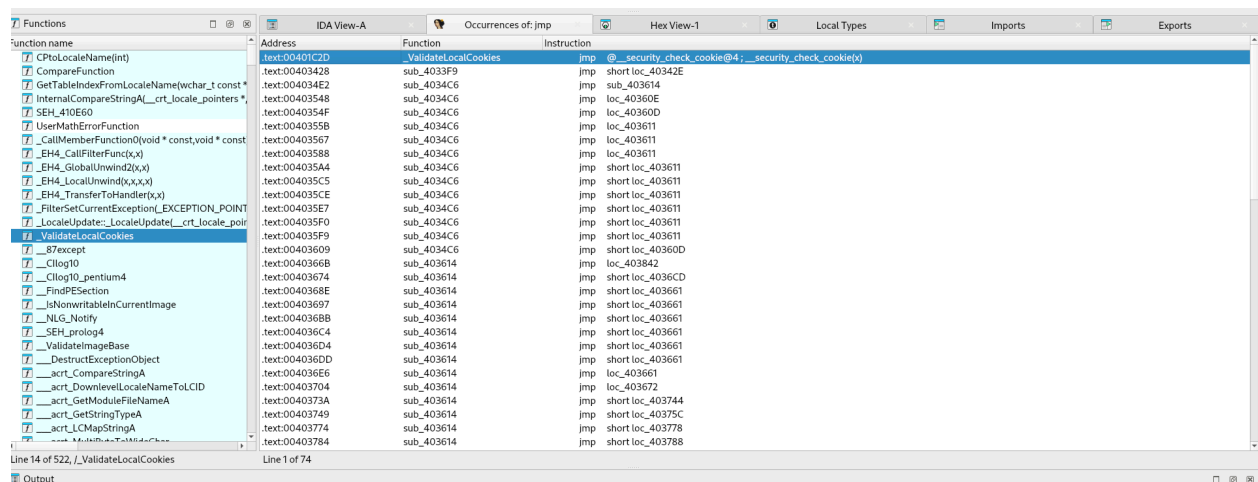 Functions
IDA View-A
Occurrences of: jmp
Hex View-1
Local Types
Imports
Exports
Function name
CPtoLocaleName(int)
CompareFunction
GetTableIndexFromLocaleName(wchar_t const *
InternalCompareStringA(__crt_locale_pointers *,
SEH_410E60
UserMathErrorFunction
_CallMemberFunction0(void * const,void * const
_EH4_CallFilterFunc(x,x)
_EH4_GlobalUnwind2(x,x)
_EH4_LocalUnwind(x,x,x,x)
_EH4_TransferToHandler(x,x)
_FilterSetCurrentException(_EXCEPTION_POINT
_LocaleUpdate::_LocaleUpdate(__crt_locale_poir
_ValidateLocalCookies
__87except
__CIlog10
__CIlog10_pentium4
__FindPESection
__IsNonwritableInCurrentImage
__NLG_Notify
__SEH_prolog4
__ValidateImageBase
___DestructExceptionObject
___acrt_CompareStringA
___acrt_DownlevelLocaleNameToLCID
___acrt_GetModuleFileNameA
___acrt_GetStringTypeA
___acrt_LCMapStringA
Line 14 of 522, /_ValidateLocalCookies
Address Function Instruction
.text:00401C2D _ValidateLocalCookies jmp @__security_check_cookie@4 ; __security_check_cookie(x)
.text:00403428 sub_4033F9 jmp short loc_40342E
.text:004034E2 sub_4034C6 jmp sub_403614
.text:00403548 sub_4034C6 jmp loc_40360E
.text:0040354F sub_4034C6 jmp loc_40360D
.text:0040355B sub_4034C6 jmp loc_403611
.text:00403567 sub_4034C6 jmp loc_403611
.text:00403588 sub_4034C6 jmp loc_403611
.text:004035A4 sub_4034C6 jmp short loc_403611
.text:004035C5 sub_4034C6 jmp short loc_403611
.text:004035CE sub_4034C6 jmp short loc_403611
.text:004035E7 sub_4034C6 jmp short loc_403611
.text:004035F0 sub_4034C6 jmp short loc_403611
.text:004035F9 sub_4034C6 jmp short loc_403611
.text:00403609 sub_4034C6 jmp short loc_40360D
.text:0040366B sub_403614 jmp loc_403842
.text:00403674 sub_403614 jmp short loc_4036CD
.text:0040368E sub_403614 jmp short loc_403661
.text:00403697 sub_403614 jmp short loc_403661
.text:004036BB sub_403614 jmp short loc_403661
.text:004036C4 sub_403614 jmp short loc_403661
.text:004036D4 sub_403614 jmp short loc_403661
.text:004036DD sub_403614 jmp short loc_403661
.text:004036E6 sub_403614 jmp loc_403661
.text:00403704 sub_403614 jmp loc_403672
.text:0040373A sub_403614 jmp short loc_403744
.text:00403749 sub_403614 jmp short loc_40375C
.text:00403774 sub_403614 jmp short loc_403778
.text:00403784 sub_403614 jmp short loc_403788
Line 1 of 74
Output